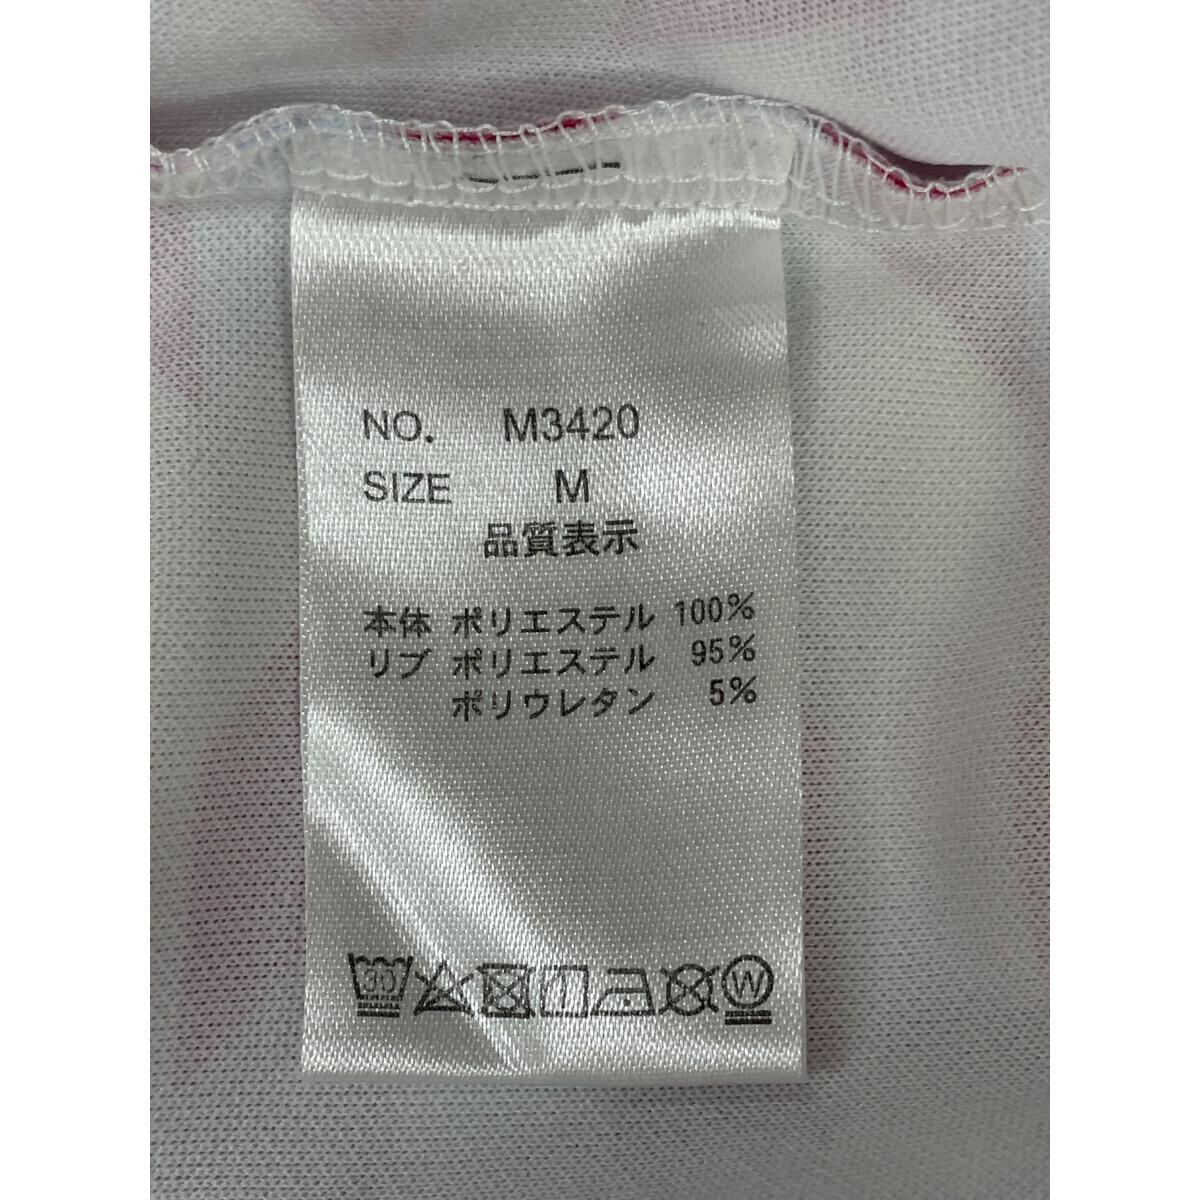 NO. M3420
SIZE M
品質表示
本体 ポリエステル 100%
リブ ポリエステル 95%
ポリウレタン 5%
30 W